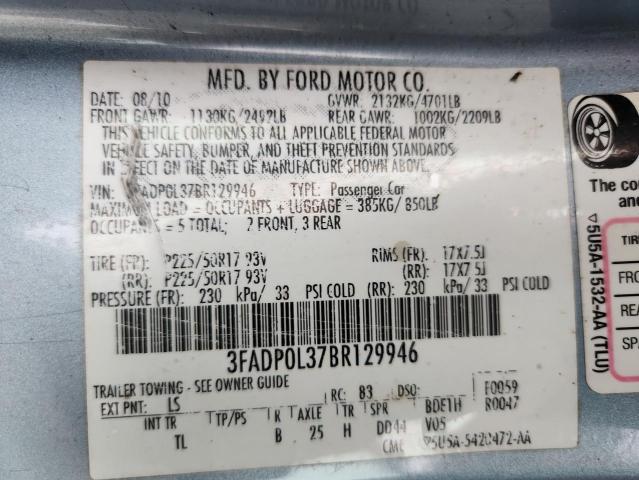 MFD. BY FORD MOTOR CO.
DATE: 08/10 GVWR: 2132KG/4701LB
FRONT GAWR: 1130KG/2492LB REAR GAWR: 1002KG/2209LB
THIS VEHICLE CONFORMS TO ALL APPLICABLE FEDERAL MOTOR
VEHICLE SAFETY, BUMPER, AND THEFT PREVENTION STANDARDS
IN EFFECT ON THE DATE OF MANUFACTURE SHOWN ABOVE.
VIN: 3FADP0L37BR129946 TYPE: Passenger Car
MAXIMUM LOAD = OCCUPANTS + LUGGAGE = 385KG/ 850LB
OCCUPANTS = 5 TOTAL; 2 FRONT, 3 REAR
TIRE (FR): P225/50R17 93V RIMS (FR): 17X7.5J
(RR): P225/50R17 93V (RR): 17X7.5J
PRESSURE (FR): 230 kPa/ 33 PSI COLD (RR): 230 kPa/ 33 PSI COLD
3FADP0L37BR129946
TRAILER TOWING - SEE OWNER GUIDE
EXT PNT: LS RC: 83 DSO: F0059
R0047
INT TR TP/PS R AXLE TR SPR BDETH
TL B 25 H DD44 V05
▽5U5A-5420472-AA
▽5U5A-1532-AA (TLU)
The co
an
TIR
FRO
REA
SPA